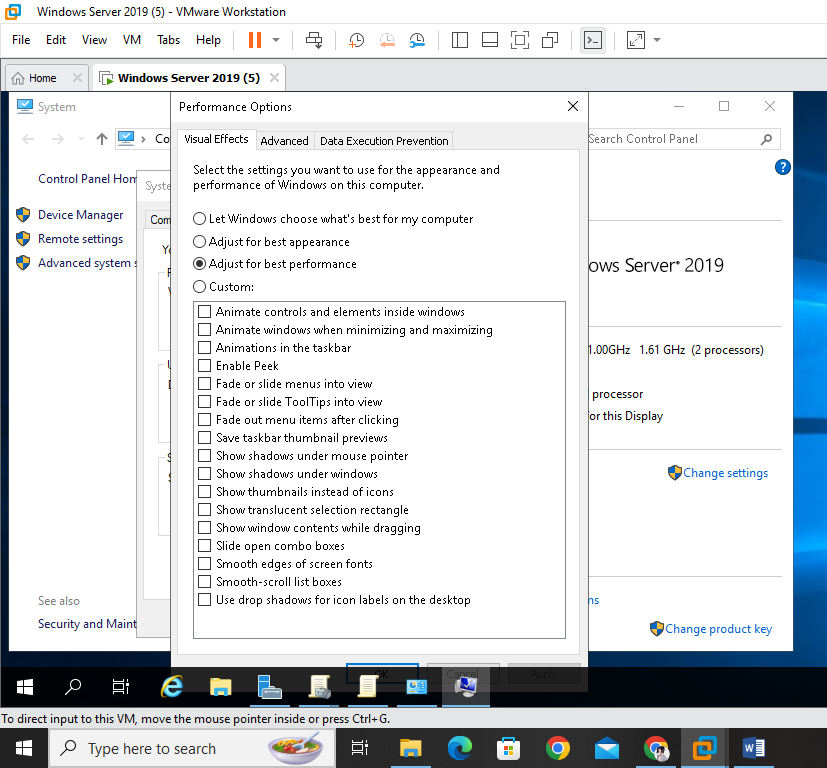 Windows Server 2019 (5) - VMware Workstation
File Edit View VM Tabs Help
Home
Windows Server 2019 (5)
System
Performance Options
Co
Search Control Panel
Visual Effects
Advanced
Data Execution Prevention
Select the settings you want to use for the appearance and
performance of Windows on this computer.
Control Panel Hom
Syste
Device Manager
Remote settings
Advanced system s
Com
Let Windows choose what's best for my computer
Adjust for best appearance
Adjust for best performance
Custom:
Animate controls and elements inside windows
Animate windows when minimizing and maximizing
Animations in the taskbar
Enable Peek
Fade or slide menus into view
Fade or slide ToolTips into view
Fade out menu items after clicking
Save taskbar thumbnail previews
Show shadows under mouse pointer
Show shadows under windows
Show thumbnails instead of icons
Show translucent selection rectangle
Show window contents while dragging
Slide open combo boxes
Smooth edges of screen fonts
Smooth-scroll list boxes
Use drop shadows for icon labels on the desktop
ows Server® 2019
1.00GHz 1.61 GHz (2 processors)
processor
or this Display
Change settings
ns
Change product key
See also
Security and Maint
OK
Cancel
Apply
To direct input to this VM, move the mouse pointer inside or press Ctrl+G.
Type here to search